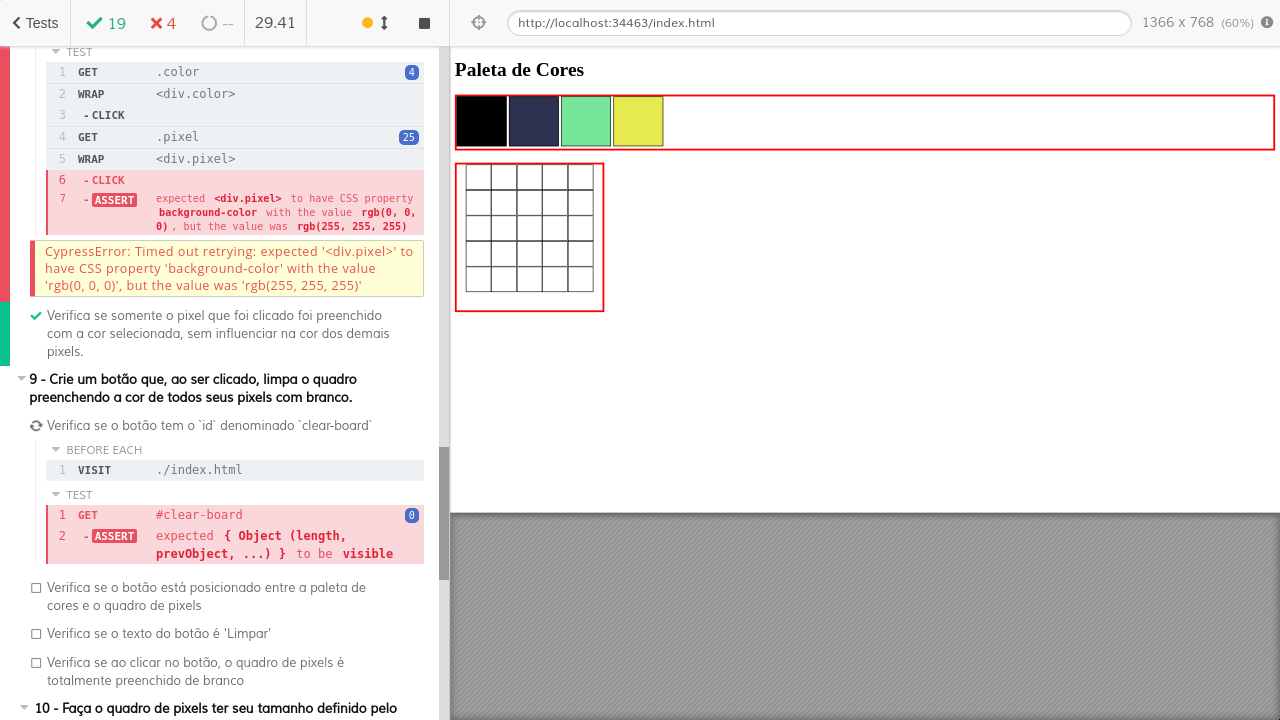 Tests
19
4
--
29.41
http://localhost:34463/index.html
1366 x 768 (60%)
TEST
1 GET .color 4
2 WRAP <div.color>
3 - CLICK
4 GET .pixel 25
5 WRAP <div.pixel>
6 - CLICK
7 - ASSERT expected <div.pixel> to have CSS property
background-color with the value rgb(0, 0,
0) , but the value was rgb(255, 255, 255)
CypressError: Timed out retrying: expected '<div.pixel>' to
have CSS property 'background-color' with the value
'rgb(0, 0, 0)', but the value was 'rgb(255, 255, 255)'
Verifica se somente o pixel que foi clicado foi preenchido
com a cor selecionada, sem influenciar na cor dos demais
pixels.
9 - Crie um botão que, ao ser clicado, limpa o quadro
preenchendo a cor de todos seus pixels com branco.
Verifica se o botão tem o `id` denominado `clear-board`
BEFORE EACH
1 VISIT ./index.html
TEST
1 GET #clear-board 0
2 - ASSERT expected { Object (length,
prevObject, ...) } to be visible
Verifica se o botão está posicionado entre a paleta de
cores e o quadro de pixels
Verifica se o texto do botão é 'Limpar'
Verifica se ao clicar no botão, o quadro de pixels é
totalmente preenchido de branco
10 - Faça o quadro de pixels ter seu tamanho definido pelo
Paleta de Cores